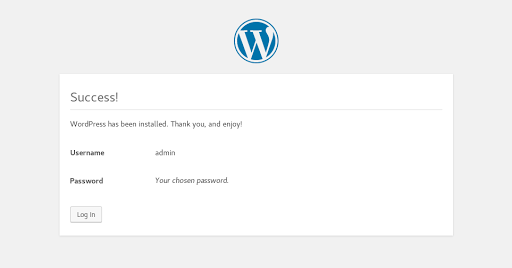 W
Success!
WordPress has been installed. Thank you, and enjoy!
Username admin
Password Your chosen password.
Log In